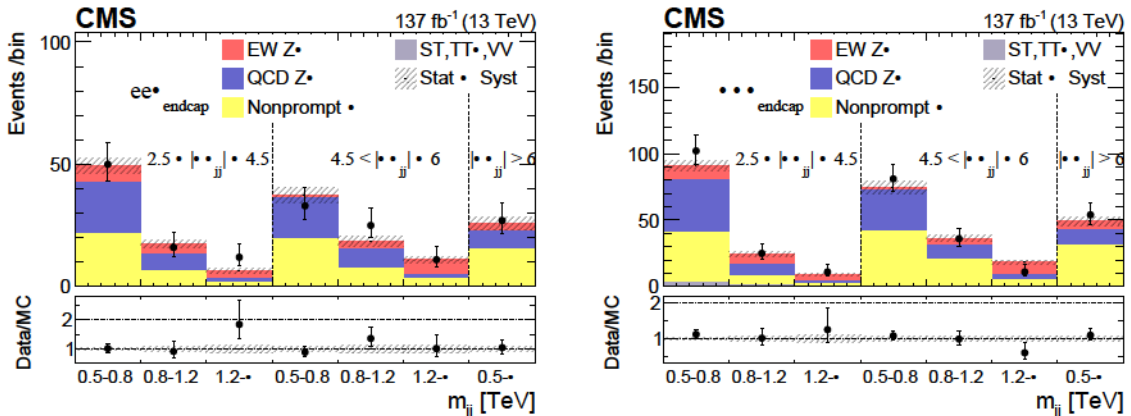 CMS
137 fb⁻¹ (13 TeV)
Events /bin
100
50
0
EW Z•
QCD Z•
Nonprompt •
ST,TT•,VV
Stat • Syst
ee• endcap
2.5 • |••jj| • 4.5
4.5 < |••jj| • 6
|••jj| > 6
Data/MC
2
1
0.5-0.8
0.8-1.2
1.2-•
0.5-0.8
0.8-1.2
1.2-•
0.5-•
mjj [TeV]
CMS
137 fb⁻¹ (13 TeV)
Events /bin
150
100
50
0
EW Z•
QCD Z•
Nonprompt •
ST,TT•,VV
Stat • Syst
••• endcap
2.5 • |••jj| • 4.5
4.5 < |••jj| • 6
|••jj| > 6
Data/MC
2
1
0.5-0.8
0.8-1.2
1.2-•
0.5-0.8
0.8-1.2
1.2-•
0.5-•
mjj [TeV]